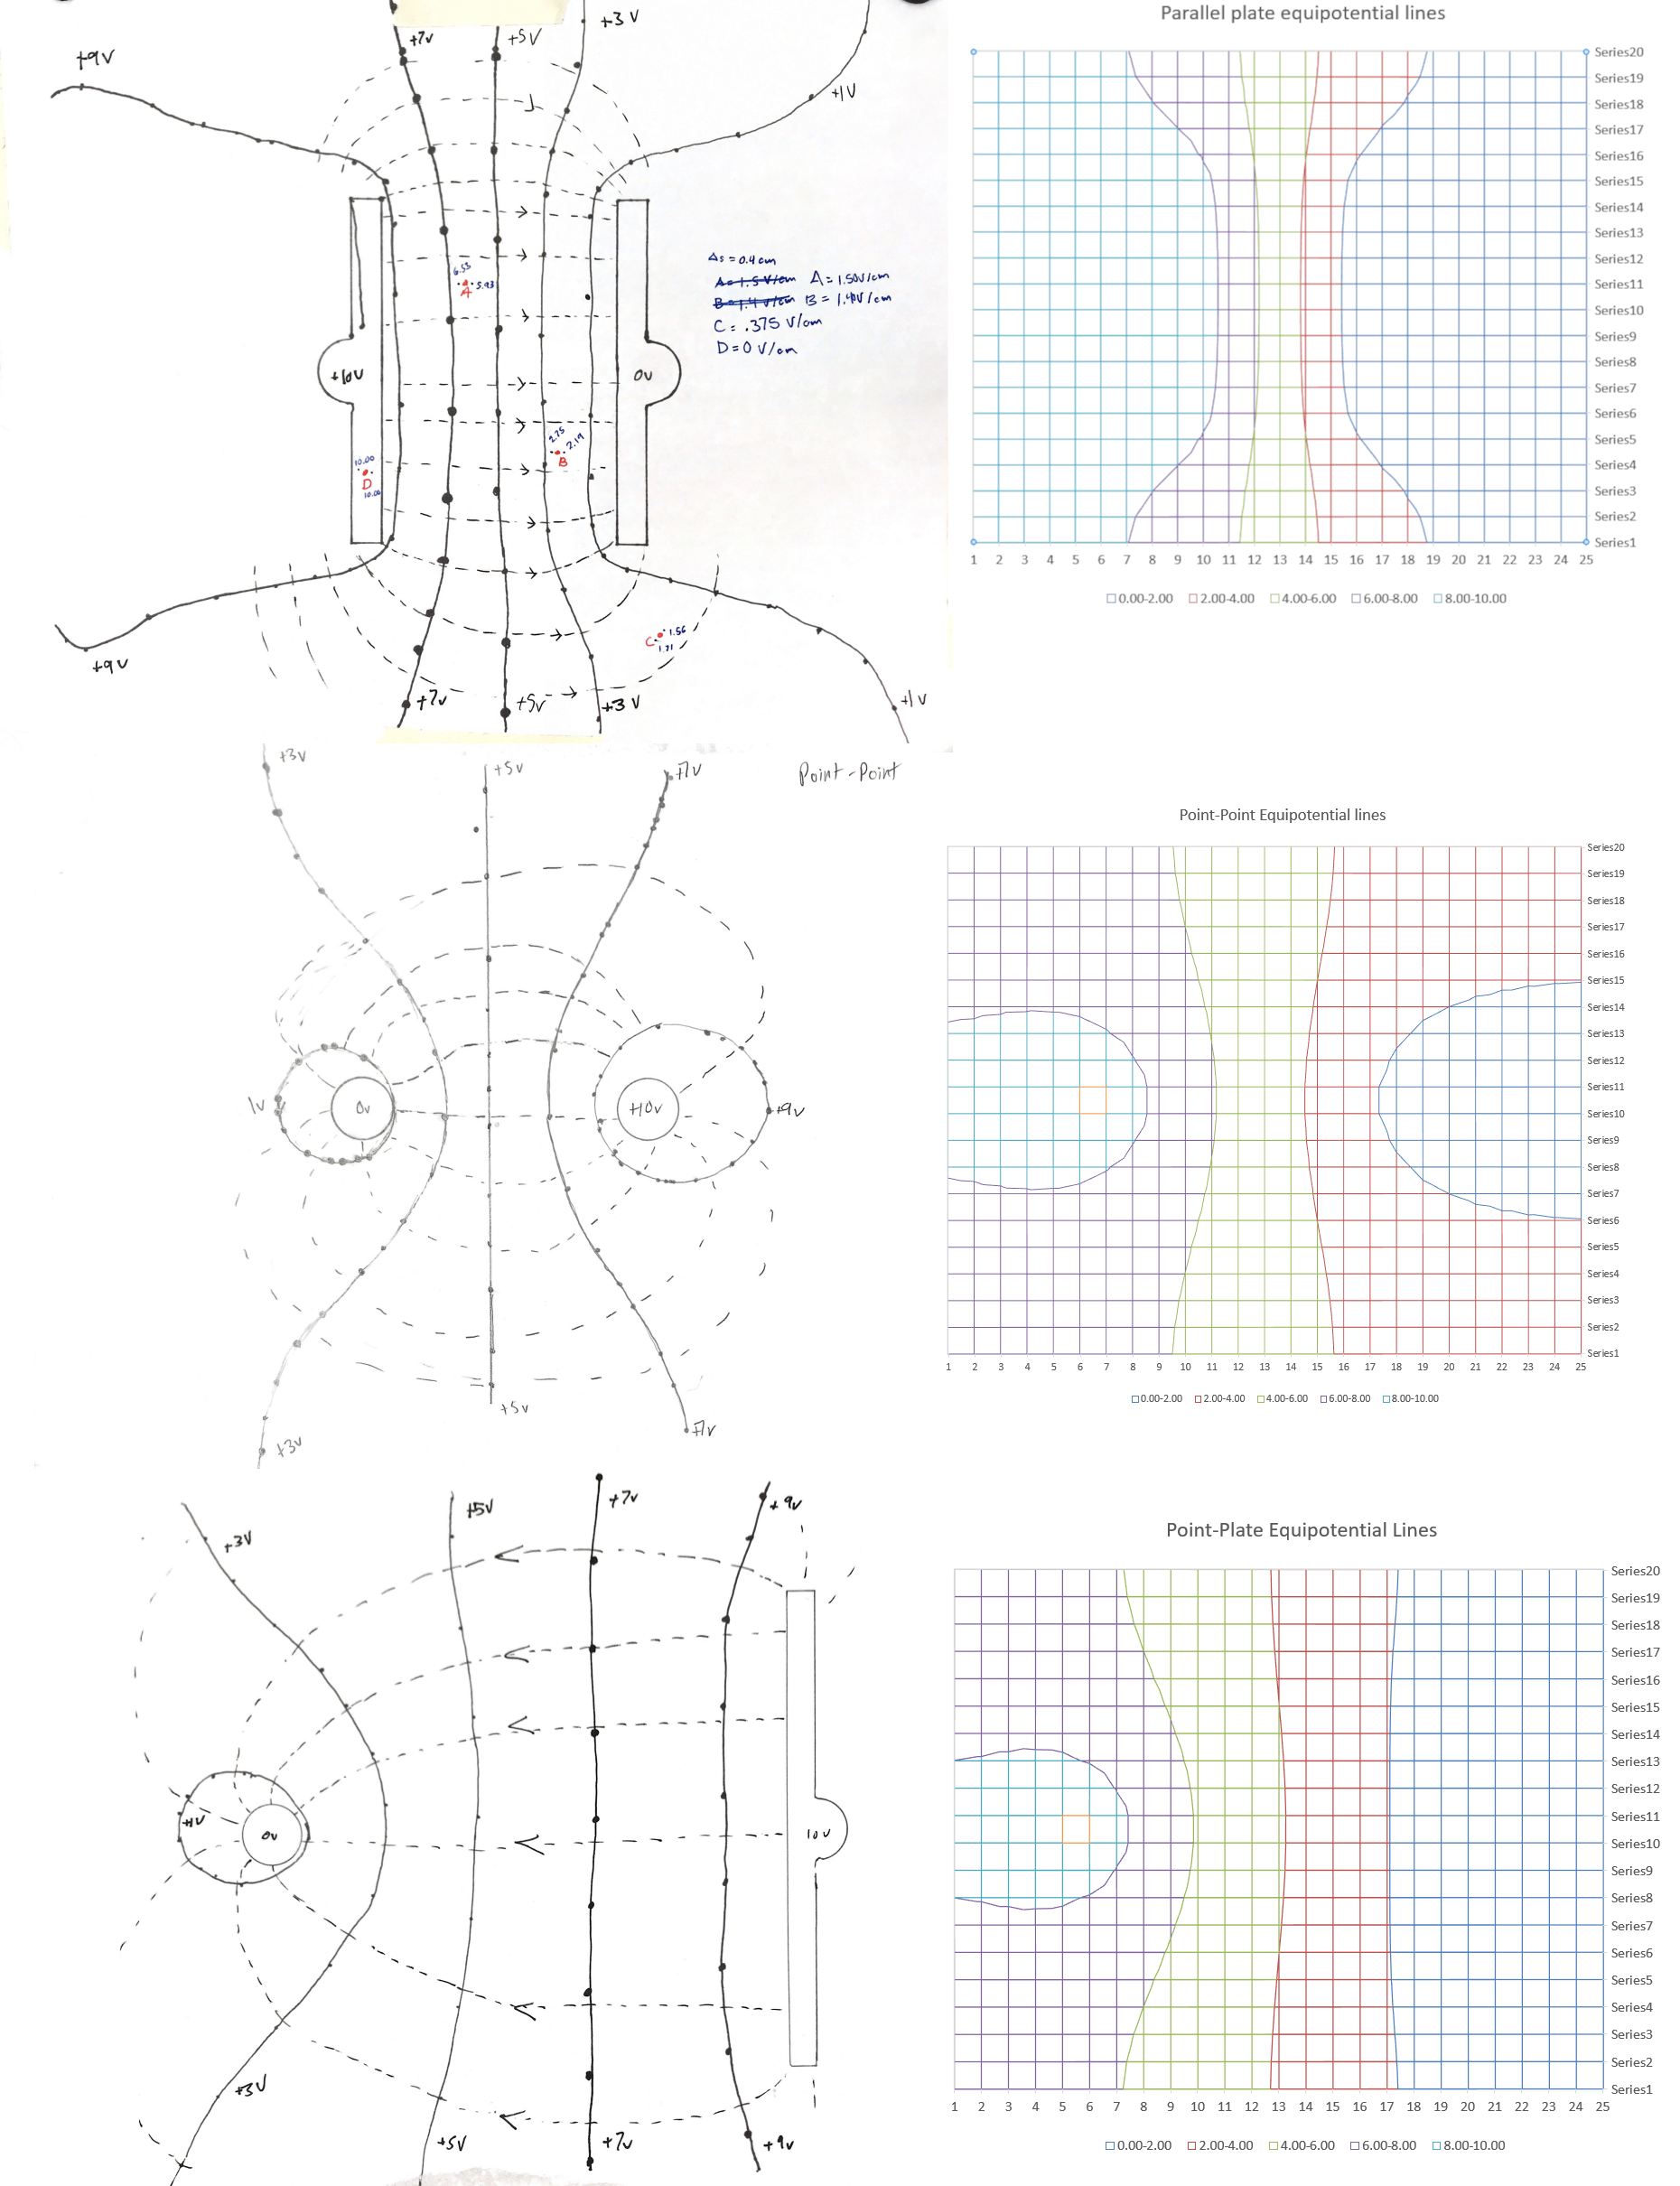 +7v
+5V
+3V
+9V
+1V
Δs = 0.4cm
A=1.5 V/cm A=1.50V/cm
B=1.4 V/cm B = 1.40V/cm
C = .375 V/cm
D=0 V/cm
6.53
5.93
A
+10V
0v
2.75
2.19
B
10.00
D
10.00
C
1.56
1.71
+9V
+7v
+5v
+3V
+1V
Parallel plate equipotential lines
Series20
Series19
Series18
Series17
Series16
Series15
Series14
Series13
Series12
Series11
Series10
Series9
Series8
Series7
Series6
Series5
Series4
Series3
Series2
Series1
1 2 3 4 5 6 7 8 9 10 11 12 13 14 15 16 17 18 19 20 21 22 23 24 25
0.00-2.00 2.00-4.00 4.00-6.00 6.00-8.00 8.00-10.00
+3v
+5v
+7v
Point-Point
1v
0v
+10v
+9v
+5v
+7v
+3v
Point-Point Equipotential lines
Series20
Series19
Series18
Series17
Series16
Series15
Series14
Series13
Series12
Series11
Series10
Series9
Series8
Series7
Series6
Series5
Series4
Series3
Series2
Series1
1 2 3 4 5 6 7 8 9 10 11 12 13 14 15 16 17 18 19 20 21 22 23 24 25
0.00-2.00 2.00-4.00 4.00-6.00 6.00-8.00 8.00-10.00
+3V
+5V
+7v
+9v
+1V
0v
10v
+3V
+5V
+7v
+9v
Point-Plate Equipotential Lines
Series20
Series19
Series18
Series17
Series16
Series15
Series14
Series13
Series12
Series11
Series10
Series9
Series8
Series7
Series6
Series5
Series4
Series3
Series2
Series1
1 2 3 4 5 6 7 8 9 10 11 12 13 14 15 16 17 18 19 20 21 22 23 24 25
0.00-2.00 2.00-4.00 4.00-6.00 6.00-8.00 8.00-10.00